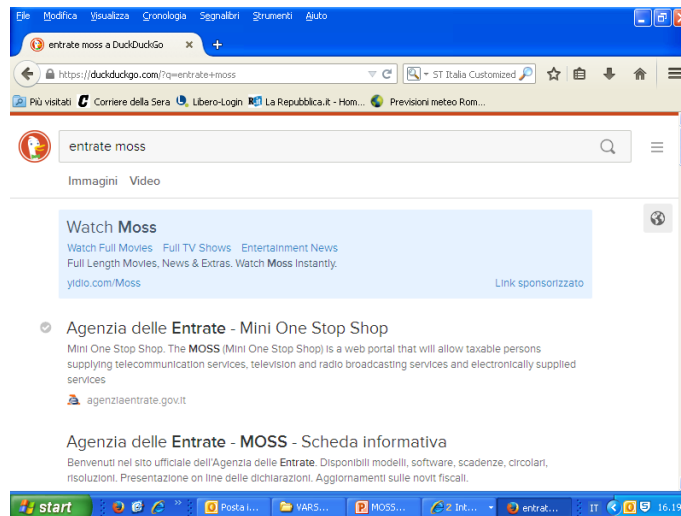 File Modifica Visualizza Cronologia Segnalibri Strumenti Aiuto
entrate moss a DuckDuckGo
https://duckduckgo.com/?q=entrate+moss ST Italia Customized
Più visitati Corriere della Sera Libero-Login La Repubblica.it - Hom... Previsioni meteo Rom...
entrate moss
Immagini Video
Watch Moss
Watch Full Movies Full TV Shows Entertainment News
Full Length Movies, News & Extras. Watch Moss Instantly.
yidio.com/Moss Link sponsorizzato
Agenzia delle Entrate - Mini One Stop Shop
Mini One Stop Shop. The MOSS (Mini One Stop Shop) is a web portal that will allow taxable persons
supplying telecommunication services, television and radio broadcasting services and electronically supplied
services
agenziaentrate.gov.it
Agenzia delle Entrate - MOSS - Scheda informativa
Benvenuti nel sito ufficiale dell'Agenzia delle Entrate. Disponibili modelli, software, scadenze, circolari,
risoluzioni. Presentazione on line delle dichiarazioni. Aggiornamenti sulle novit fiscali.
start Posta i... VARS... MOSS... 2 Int... entrat... IT 16.19